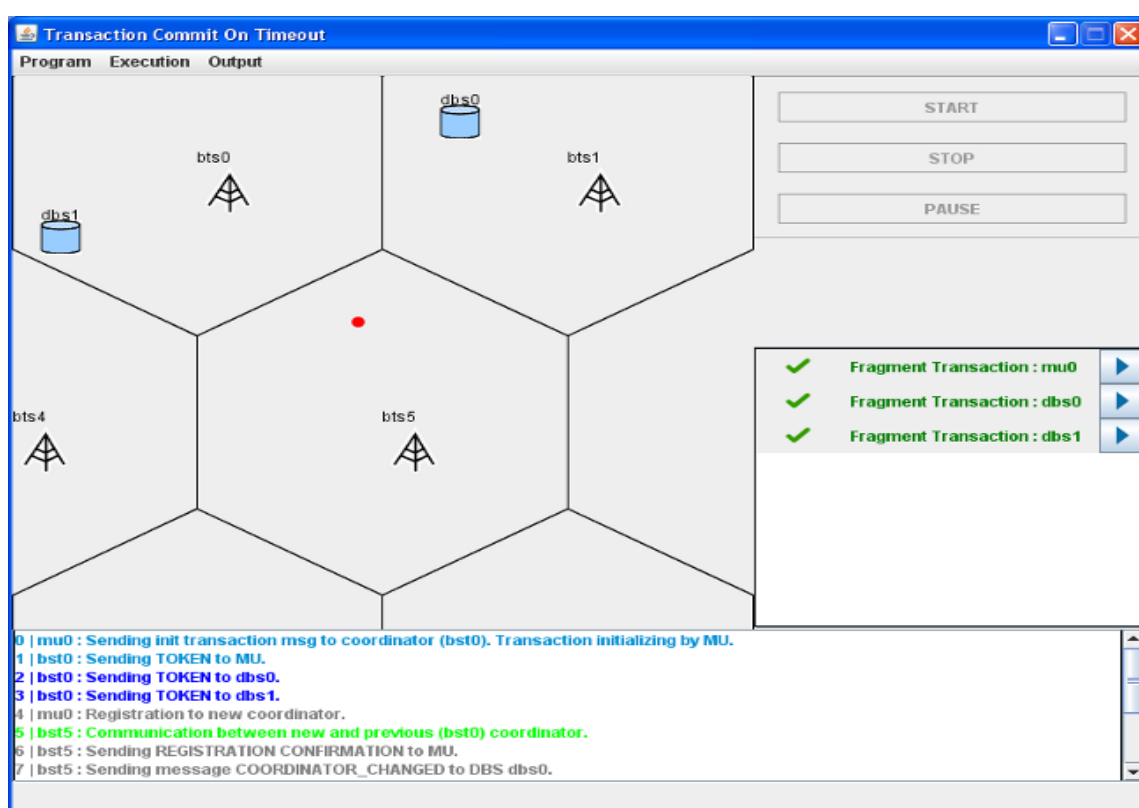 Transaction Commit On Timeout
Program Execution Output
dbs0
bts0
bts1
dbs1
bts4
bts5
START
STOP
PAUSE
Fragment Transaction : mu0
Fragment Transaction : dbs0
Fragment Transaction : dbs1
0 | mu0 : Sending init transaction msg to coordinator (bst0). Transaction initializing by MU.
1 | bst0 : Sending TOKEN to MU.
2 | bst0 : Sending TOKEN to dbs0.
3 | bst0 : Sending TOKEN to dbs1.
4 | mu0 : Registration to new coordinator.
5 | bst5 : Communication between new and previous (bst0) coordinator.
6 | bst5 : Sending REGISTRATION CONFIRMATION to MU.
7 | bst5 : Sending message COORDINATOR_CHANGED to DBS dbs0.